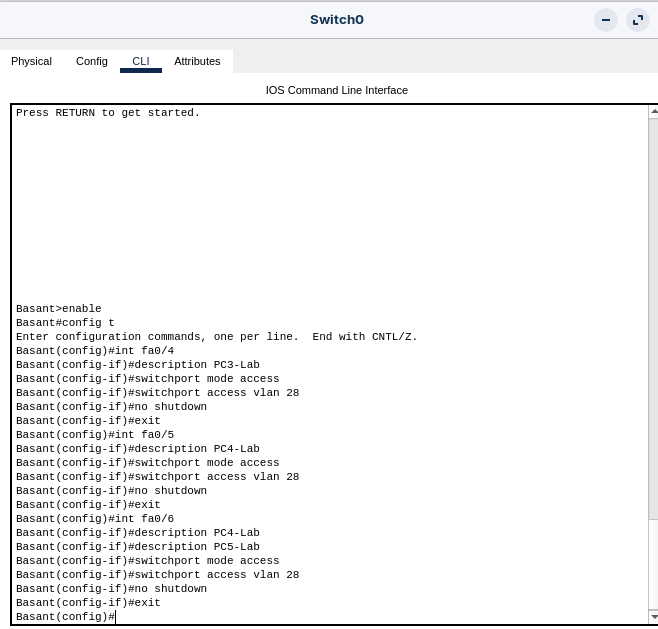 Switch0
Physical Config CLI Attributes
IOS Command Line Interface
Press RETURN to get started.
Basant>enable
Basant#config t
Enter configuration commands, one per line.  End with CNTL/Z.
Basant(config)#int fa0/4
Basant(config-if)#description PC3-Lab
Basant(config-if)#switchport mode access
Basant(config-if)#switchport access vlan 28
Basant(config-if)#no shutdown
Basant(config-if)#exit
Basant(config)#int fa0/5
Basant(config-if)#description PC4-Lab
Basant(config-if)#switchport mode access
Basant(config-if)#switchport access vlan 28
Basant(config-if)#no shutdown
Basant(config-if)#exit
Basant(config)#int fa0/6
Basant(config-if)#description PC4-Lab
Basant(config-if)#description PC5-Lab
Basant(config-if)#switchport mode access
Basant(config-if)#switchport access vlan 28
Basant(config-if)#no shutdown
Basant(config-if)#exit
Basant(config)#